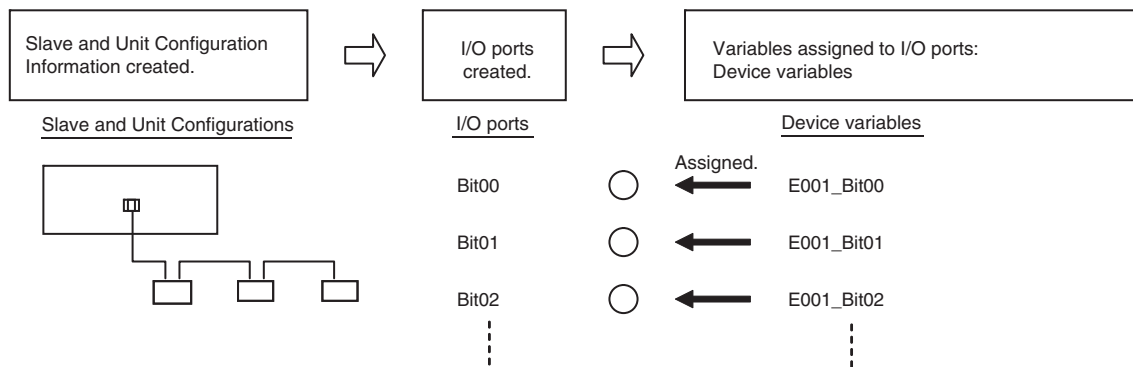 Slave and Unit Configuration
Information created.
I/O ports
created.
Variables assigned to I/O ports:
Device variables
Slave and Unit Configurations
I/O ports
Device variables
Assigned.
Bit00
E001_Bit00
Bit01
E001_Bit01
Bit02
E001_Bit02